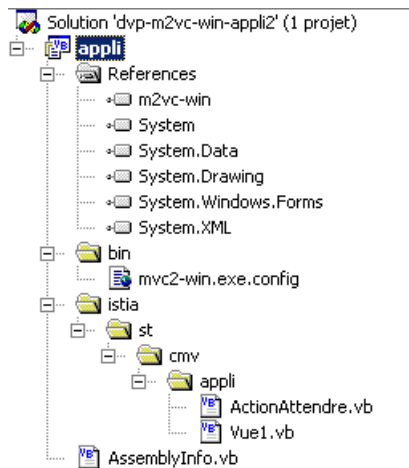 Solution 'dvp-m2vc-win-appli2' (1 projet)
appli
References
m2vc-win
System
System.Data
System.Drawing
System.Windows.Forms
System.XML
bin
mvc2-win.exe.config
istia
st
cmv
appli
ActionAttendre.vb
Vue1.vb
AssemblyInfo.vb